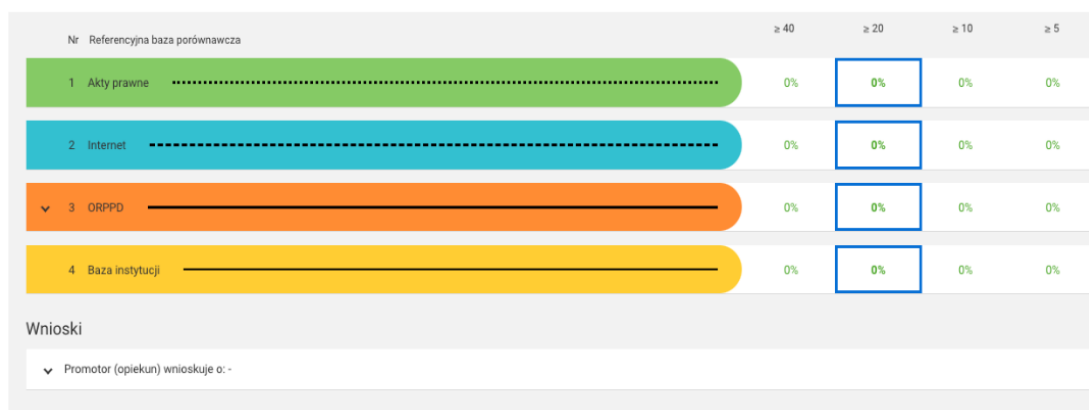 Nr Referencyjna baza porównawcza ≥ 40 ≥ 20 ≥ 10 ≥ 5
1 Akty prawne 0% 0% 0% 0%
2 Internet 0% 0% 0% 0%
3 ORPPD 0% 0% 0% 0%
4 Baza instytucji 0% 0% 0% 0%
Wnioski
Promotor (opiekun) wnioskuje o: -